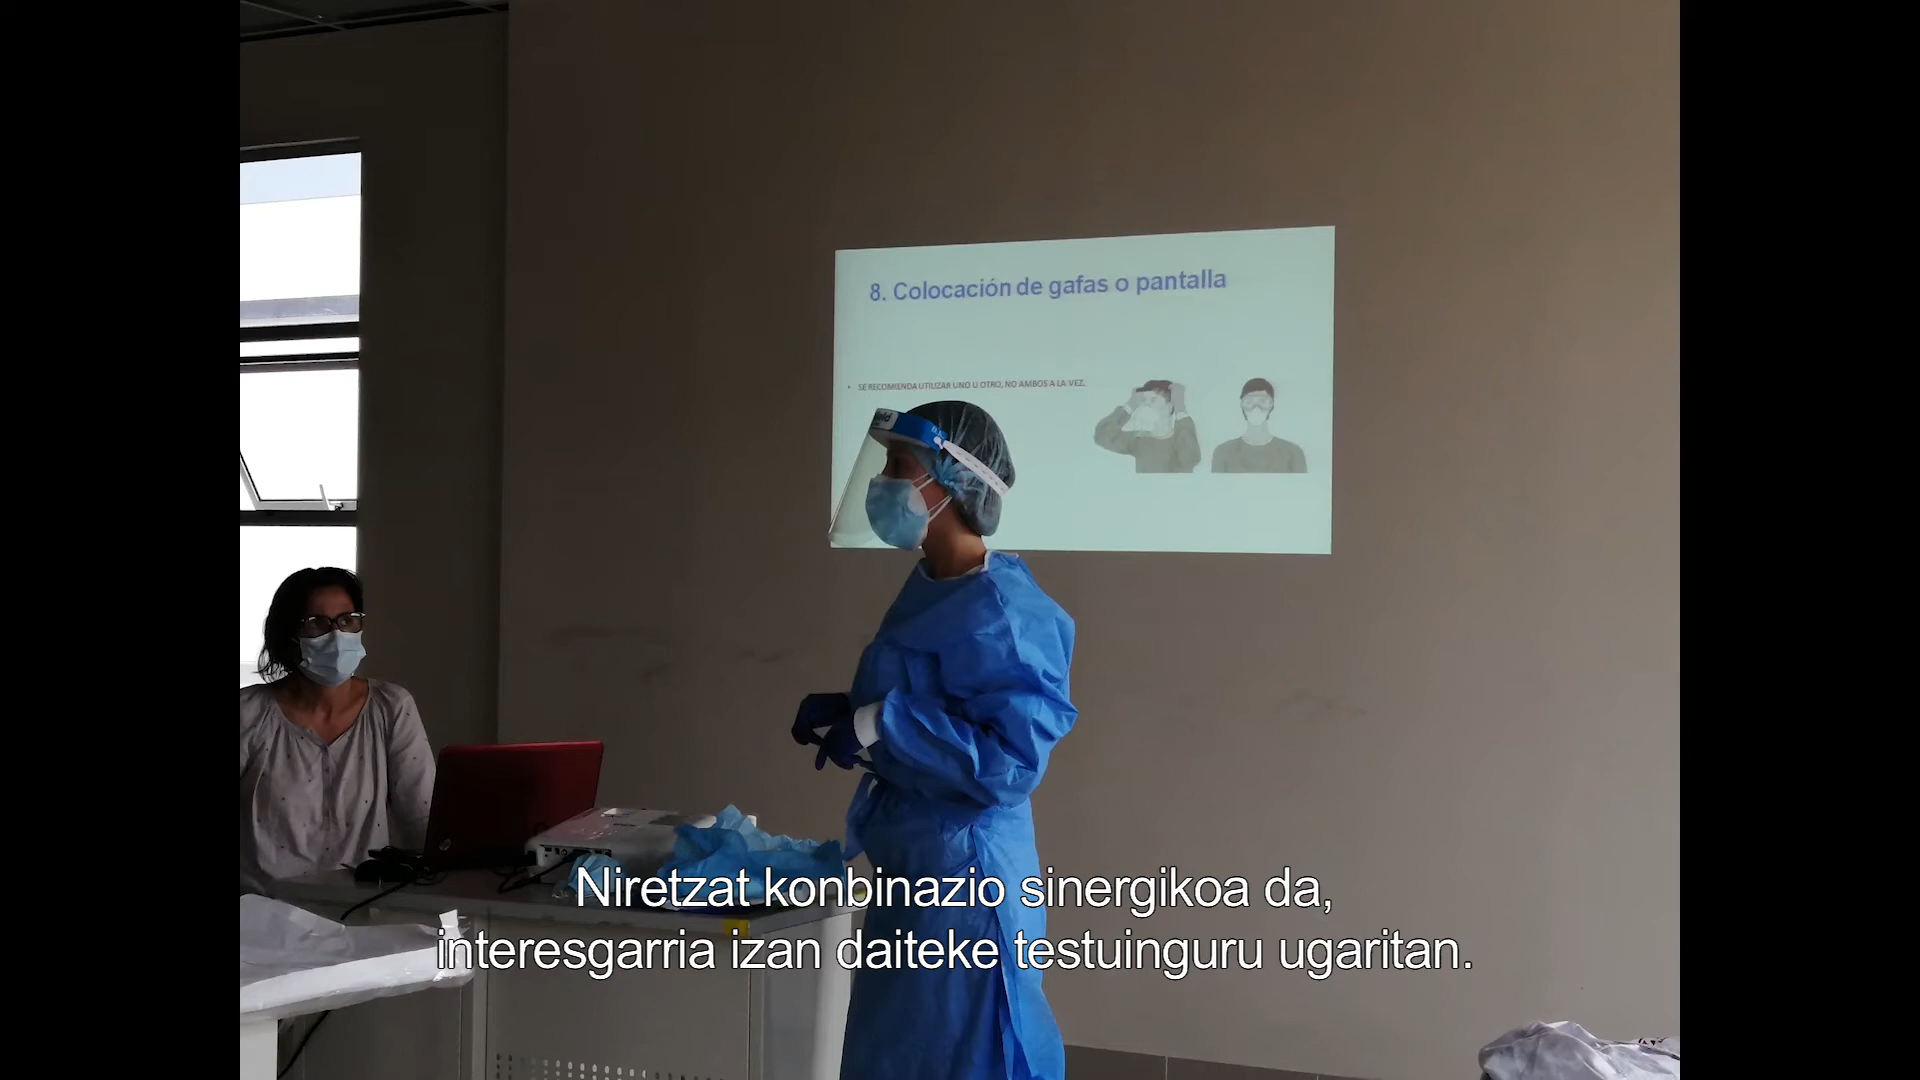 8. Colocación de gafas o pantalla
• SE RECOMIENDA UTILIZAR UNO U OTRO, NO AMBOS A LA VEZ.
Niretzat konbinazio sinergikoa da,
interesgarria izan daiteke testuinguru ugaritan.